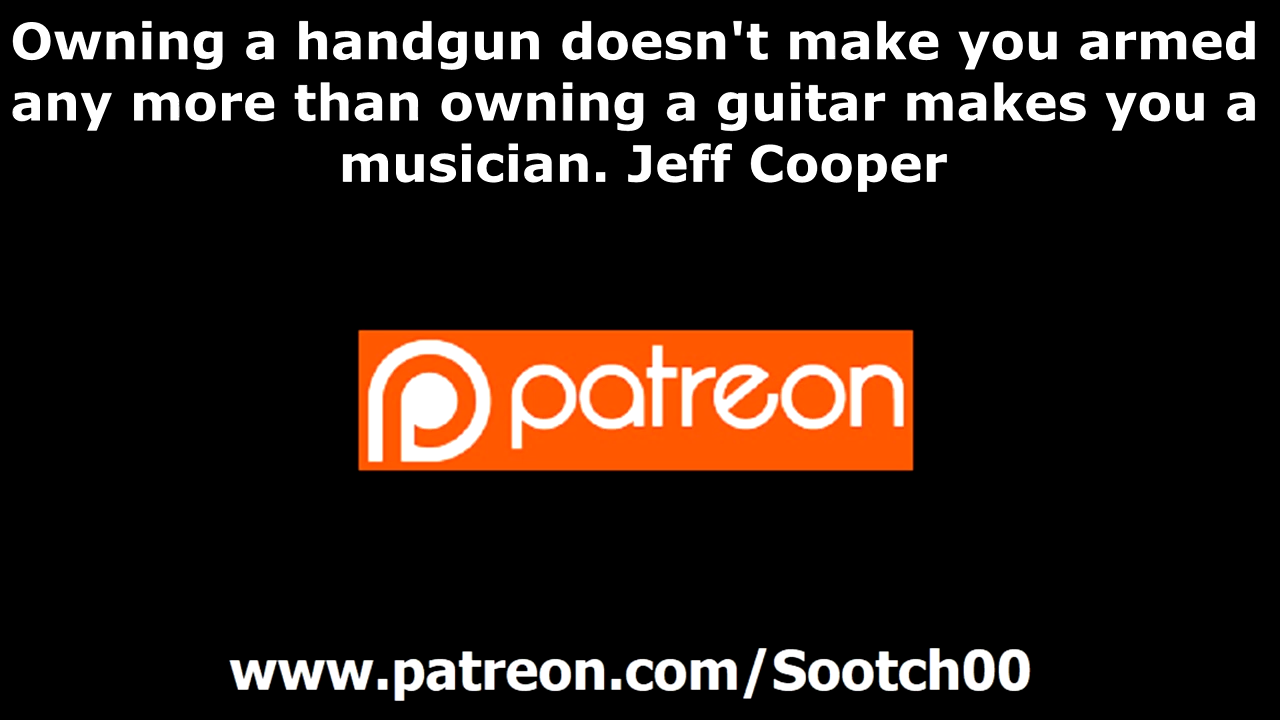 Owning a handgun doesn't make you armed
any more than owning a guitar makes you a
musician. Jeff Cooper
patreon
www.patreon.com/Sootch00